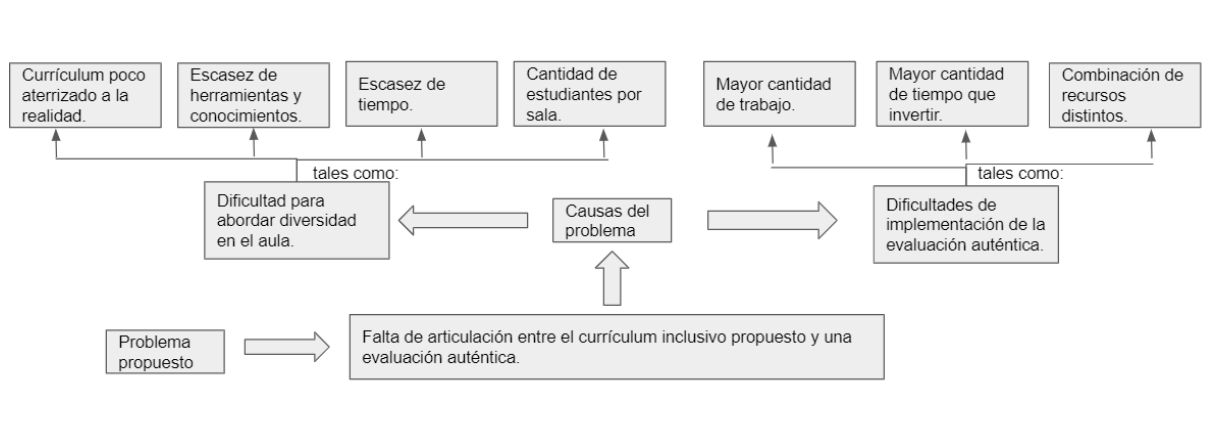 Currículum poco
aterrizado a la
realidad.
Escasez de
herramientas y
conocimientos.
Escasez de
tiempo.
Cantidad de
estudiantes por
sala.
Mayor cantidad
de trabajo.
Mayor cantidad
de tiempo que
invertir.
Combinación de
recursos
distintos.
tales como:
tales como:
Dificultad para
abordar diversidad
en el aula.
Causas del
problema
Dificultades de
implementación de la
evaluación auténtica.
Problema
propuesto
Falta de articulación entre el currículum inclusivo propuesto y una
evaluación auténtica.